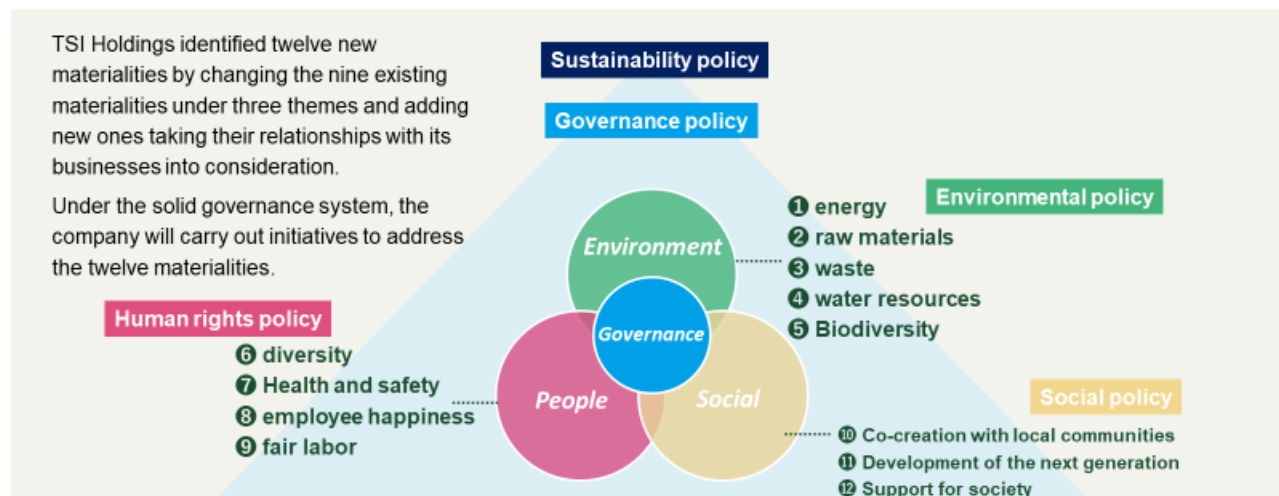 TSI Holdings identified twelve new
materialities by changing the nine existing
materialities under three themes and adding
new ones taking their relationships with its
businesses into consideration.
Under the solid governance system, the
company will carry out initiatives to address
the twelve materialities.
Sustainability policy
Governance policy
Environmental policy
❶ energy
❷ raw materials
❸ waste
❹ water resources
❺ Biodiversity
Environment
Governance
People
Social
Human rights policy
❻ diversity
❼ Health and safety
❽ employee happiness
❾ fair labor
Social policy
❿ Co-creation with local communities
⓫ Development of the next generation
⓬ Support for society